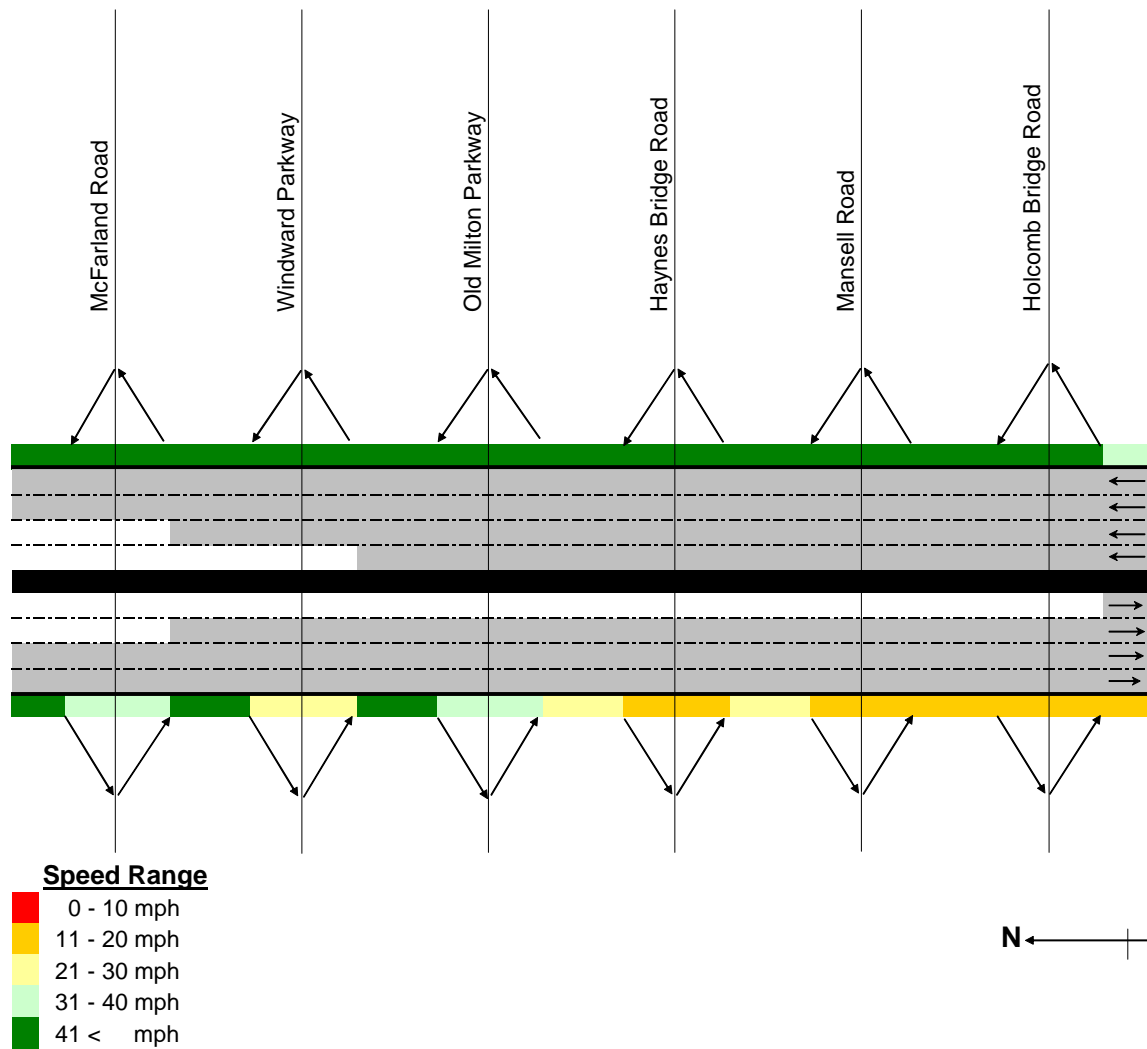 McFarland Road
Windward Parkway
Old Milton Parkway
Haynes Bridge Road
Mansell Road
Holcomb Bridge Road
Speed Range
0 - 10 mph
11 - 20 mph
21 - 30 mph
31 - 40 mph
41 < mph
N